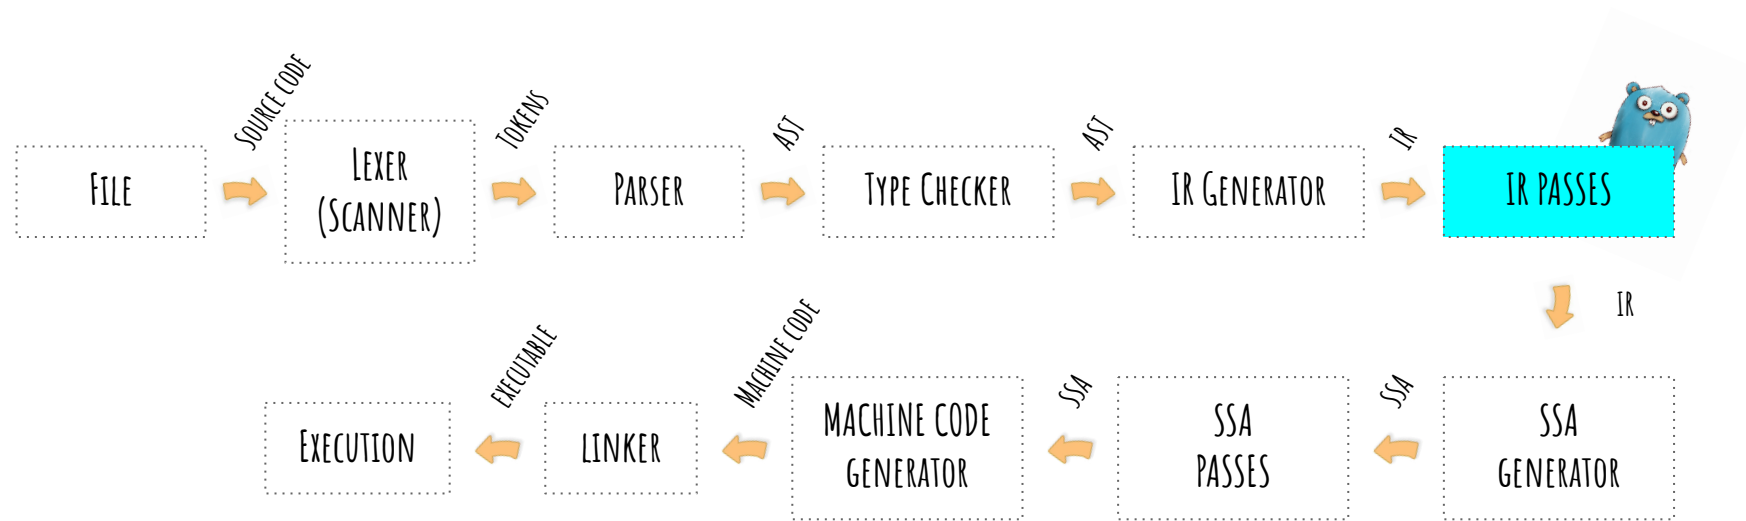 Source code
Tokens
AST
AST
IR
File
Lexer
(Scanner)
Parser
Type Checker
IR Generator
IR PASSES
IR
Executable
Machine code
SSA
SSA
Execution
LINKER
MACHINE CODE
GENERATOR
SSA
PASSES
SSA
GENERATOR